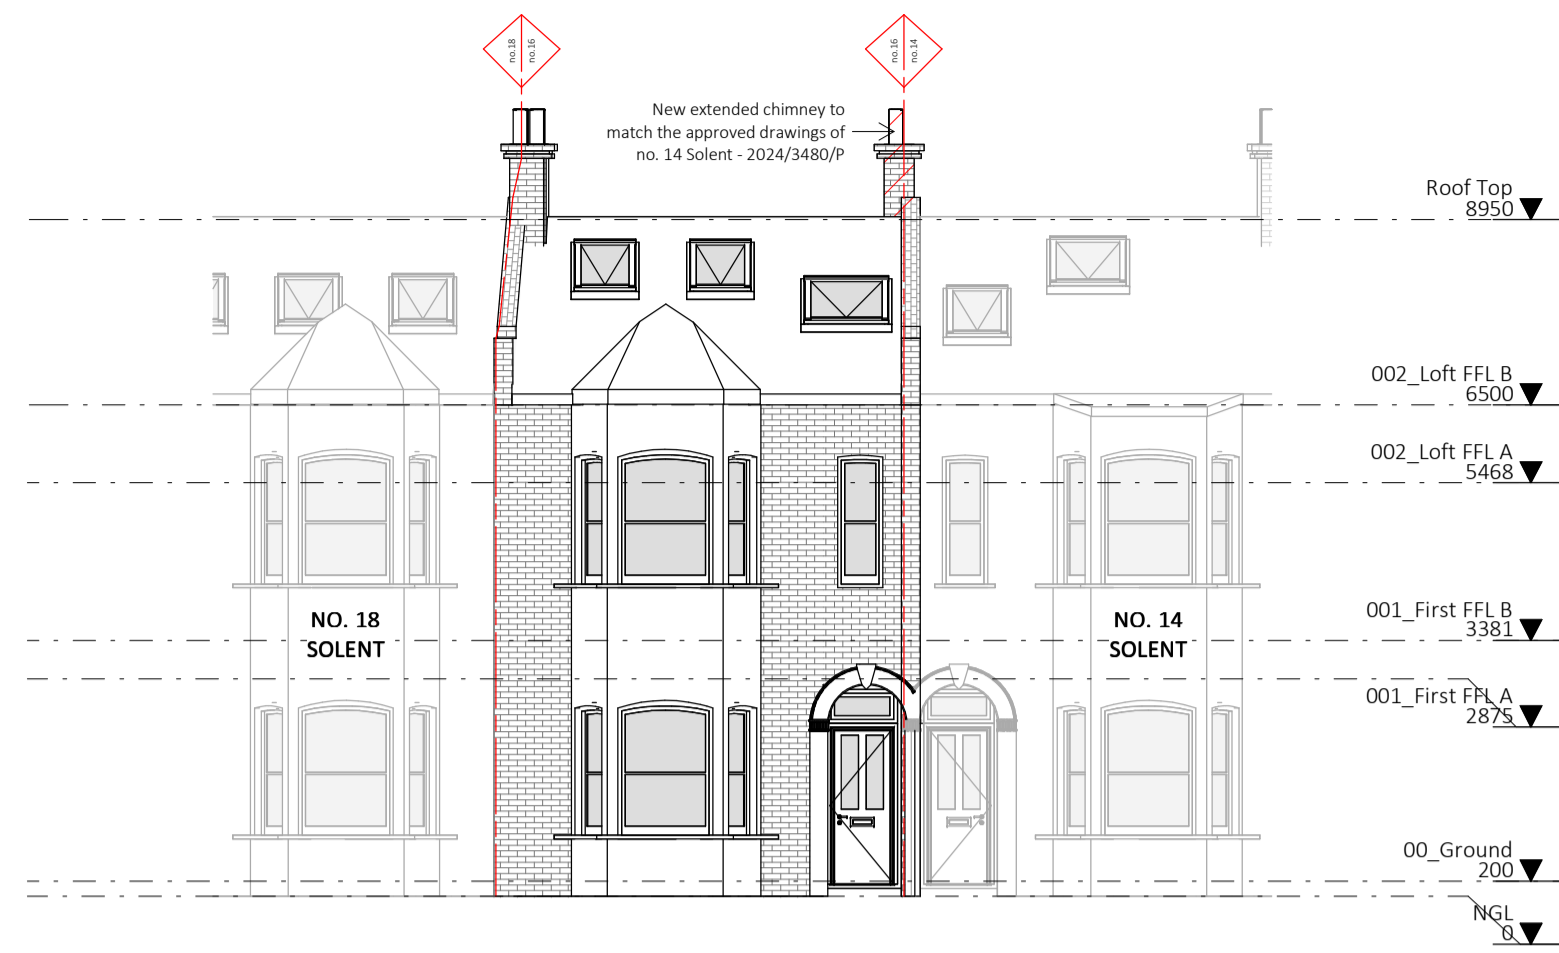 no.18
no.16
no.16
no.14
New extended chimney to
match the approved drawings of
no. 14 Solent - 2024/3480/P
Roof Top
8950
002_Loft FFL B
6500
002_Loft FFL A
5468
NO. 18
SOLENT
NO. 14
SOLENT
001_First FFL B
3381
001_First FFL A
2875
00_Ground
200
NGL
0